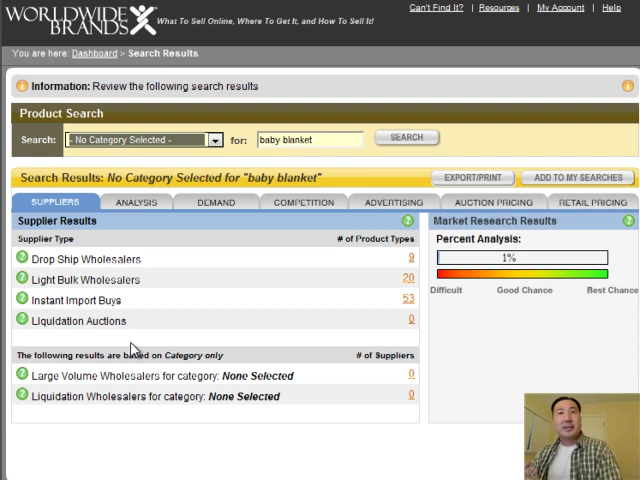 WORLDWIDE
BRANDS
What To Sell Online, Where To Get It, and How To Sell It!
Can't Find It? | Resources | My Account | Help
You are here: Dashboard > Search Results
Information: Review the following search results
Product Search
Search: - No Category Selected - for: baby blanket SEARCH
Search Results: No Category Selected for "baby blanket" EXPORT/PRINT ADD TO MY SEARCHES
SUPPLIERS ANALYSIS DEMAND COMPETITION ADVERTISING AUCTION PRICING RETAIL PRICING
Supplier Results ? Market Research Results ?
Supplier Type # of Product Types Percent Analysis:
? Drop Ship Wholesalers 9
1%
? Light Bulk Wholesalers 20
Difficult Good Chance Best Chance
? Instant Import Buys 53
? Liquidation Auctions 0
The following results are based on Category only # of Suppliers
? Large Volume Wholesalers for category: None Selected 0
? Liquidation Wholesalers for category: None Selected 0